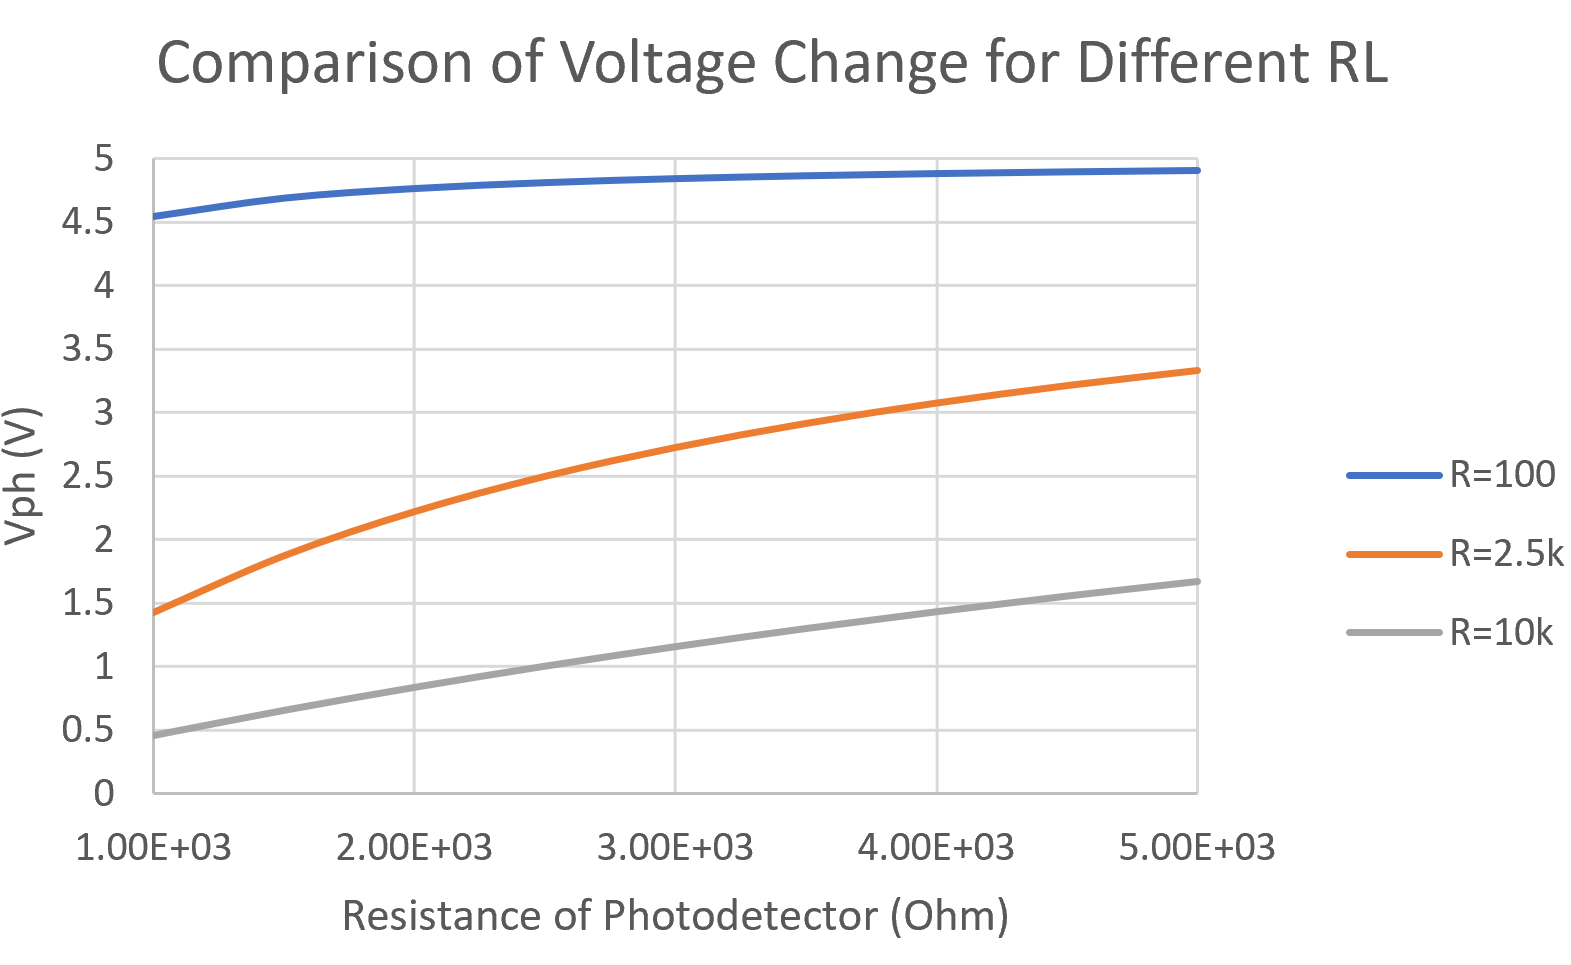 Comparison of Voltage Change for Different RL
5
4.5
4
3.5
3
2.5
2
1.5
1
0.5
0
Vph (V)
1.00E+03 2.00E+03 3.00E+03 4.00E+03 5.00E+03
Resistance of Photodetector (Ohm)
R=100
R=2.5k
R=10k